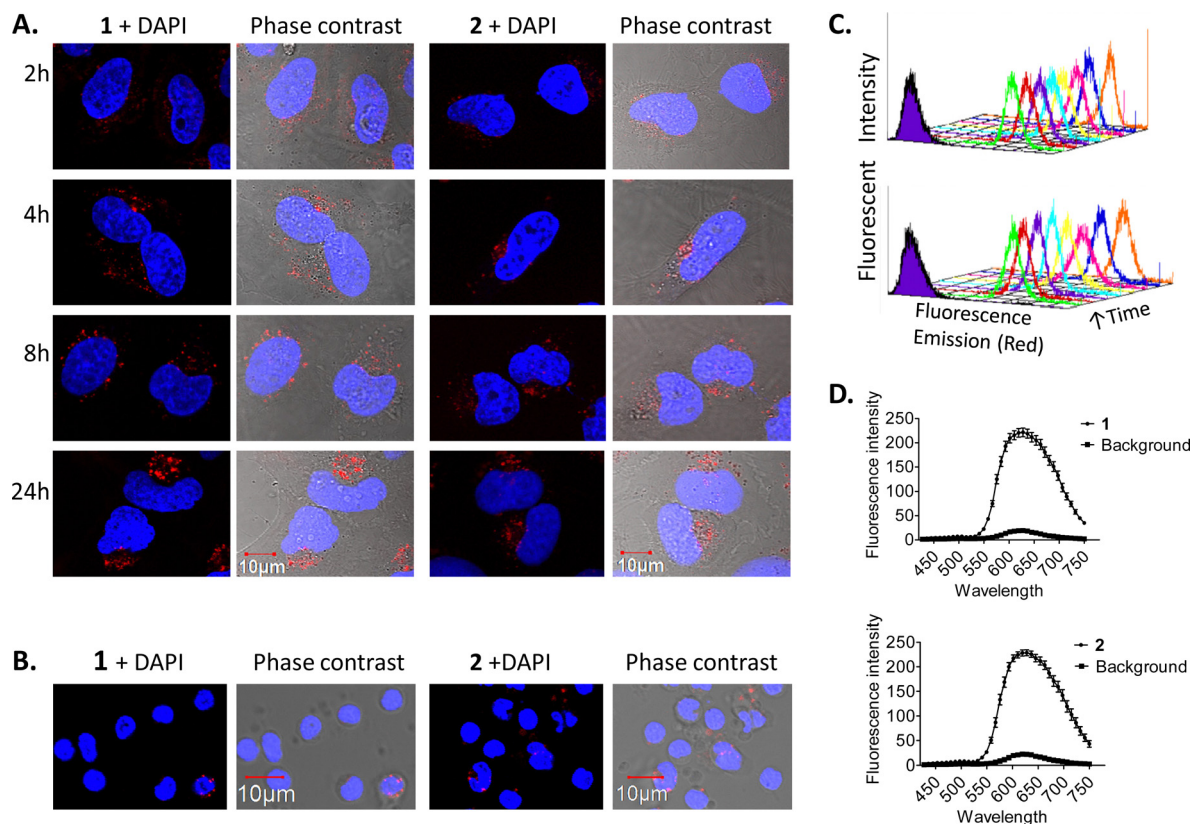 A.
1 + DAPI Phase contrast 2 + DAPI Phase contrast
2h
4h
8h
24h
10µm 10µm
B.
1 + DAPI Phase contrast 2 +DAPI Phase contrast
10µm 10µm
C.
Fluorescent Intensity
Fluorescence
Emission (Red)
↑Time
D.
Fluorescence intensity
250
200
150
100
50
0
450 500 550 600 650 700 750
Wavelength
1
Background
Fluorescence intensity
250
200
150
100
50
0
450 500 550 600 650 700 750
Wavelength
2
Background